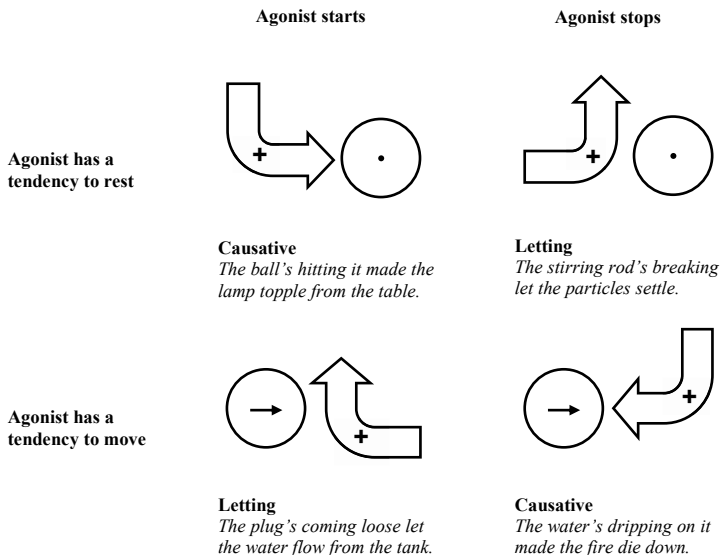 Agonist starts
Agonist stops
Agonist has a
tendency to rest
+
+
Causative
The ball's hitting it made the
lamp topple from the table.
Letting
The stirring rod's breaking
let the particles settle.
Agonist has a
tendency to move
+
+
Letting
The plug's coming loose let
the water flow from the tank.
Causative
The water's dripping on it
made the fire die down.